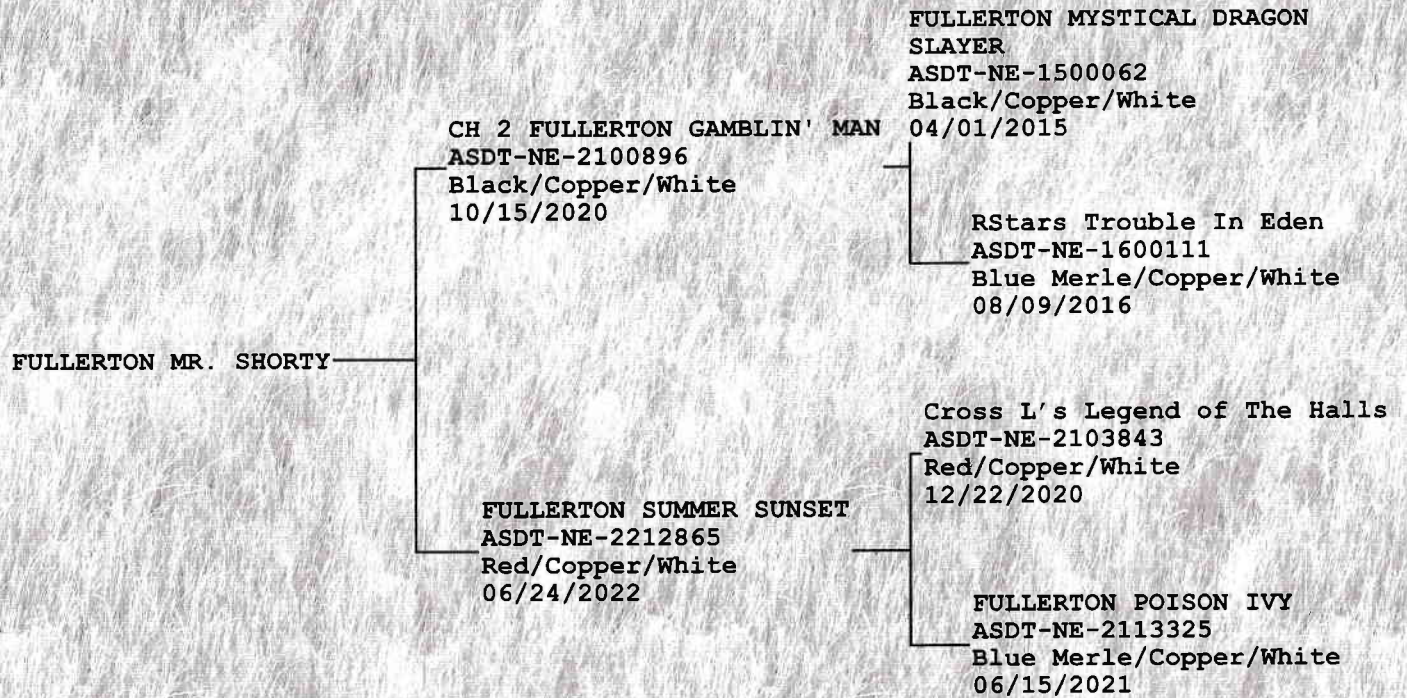 FULLERTON MYSTICAL DRAGON
SLAYER
ASDT-NE-1500062
Black/Copper/White
04/01/2015
CH 2 FULLERTON GAMBLIN' MAN
ASDT-NE-2100896
Black/Copper/White
10/15/2020
RStars Trouble In Eden
ASDT-NE-1600111
Blue Merle/Copper/White
08/09/2016
FULLERTON MR. SHORTY
Cross L's Legend of The Halls
ASDT-NE-2103843
Red/Copper/White
12/22/2020
FULLERTON SUMMER SUNSET
ASDT-NE-2212865
Red/Copper/White
06/24/2022
FULLERTON POISON IVY
ASDT-NE-2113325
Blue Merle/Copper/White
06/15/2021